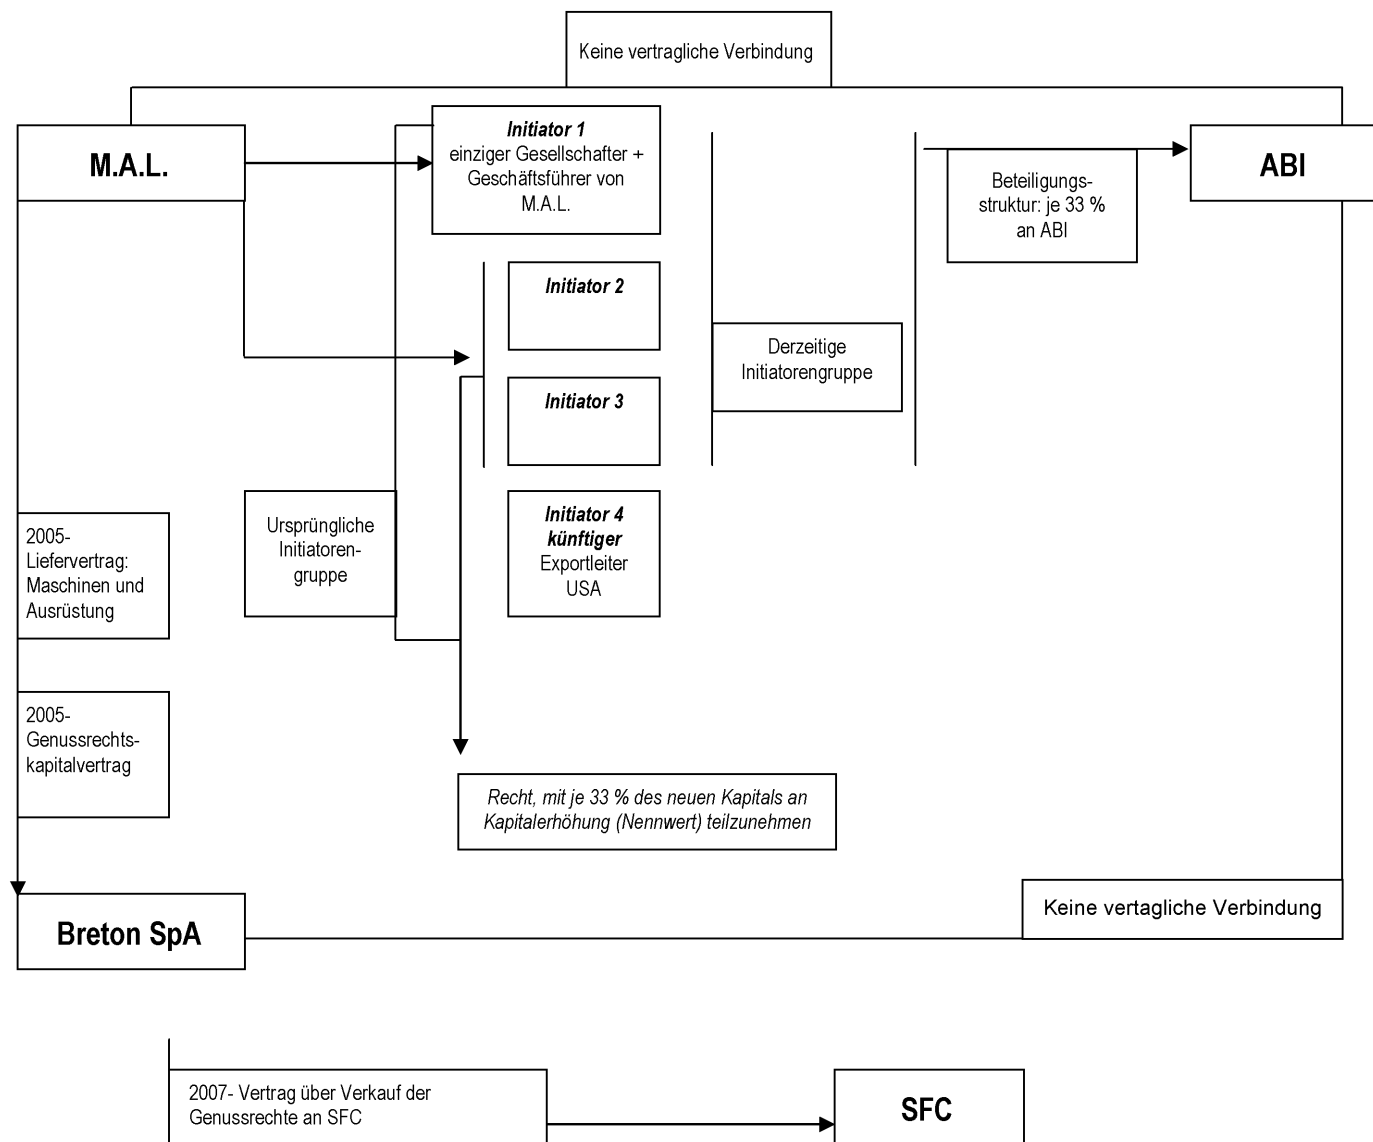 Keine vertragliche Verbindung
M.A.L.
Initiator 1
einziger Gesellschafter +
Geschäftsführer von
M.A.L.
Beteiligungs-
struktur: je 33 %
an ABI
ABI
Initiator 2
Derzeitige
Initiatorengruppe
Initiator 3
Ursprüngliche
Initiatoren-
gruppe
Initiator 4
künftiger
Exportleiter
USA
2005-
Liefervertrag:
Maschinen und
Ausrüstung
2005-
Genussrechts-
kapitalvertrag
Recht, mit je 33 % des neuen Kapitals an
Kapitalerhöhung (Nennwert) teilzunehmen
Keine vertagliche Verbindung
Breton SpA
2007- Vertrag über Verkauf der
Genussrechte an SFC
SFC